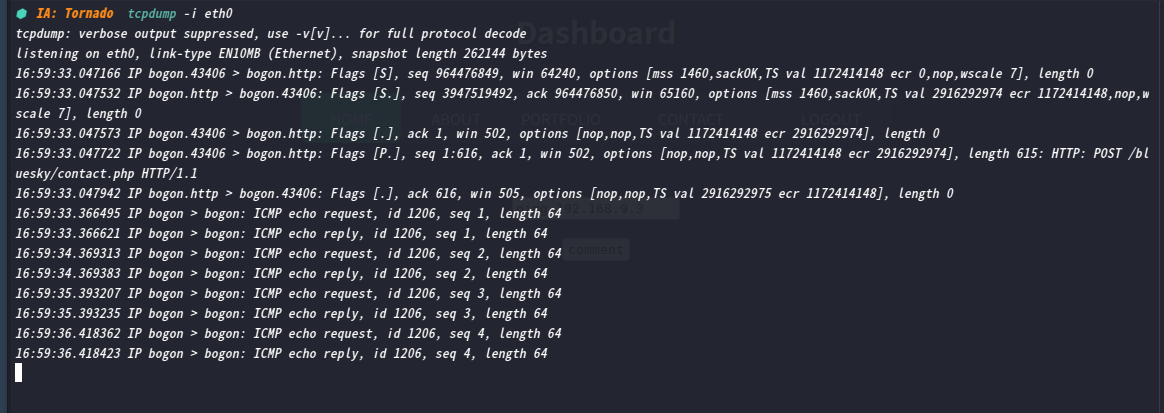 IA: Tornado tcpdump -i eth0
tcpdump: verbose output suppressed, use -v[v]... for full protocol decode
listening on eth0, link-type EN10MB (Ethernet), snapshot length 262144 bytes
16:59:33.047166 IP bogon.43406 > bogon.http: Flags [S], seq 964476849, win 64240, options [mss 1460,sackOK,TS val 1172414148 ecr 0,nop,wscale 7], length 0
16:59:33.047532 IP bogon.http > bogon.43406: Flags [S.], seq 3947519492, ack 964476850, win 65160, options [mss 1460,sackOK,TS val 2916292974 ecr 1172414148,nop,w
scale 7], length 0
16:59:33.047573 IP bogon.43406 > bogon.http: Flags [.], ack 1, win 502, options [nop,nop,TS val 1172414148 ecr 2916292974], length 0
16:59:33.047722 IP bogon.43406 > bogon.http: Flags [P.], seq 1:616, ack 1, win 502, options [nop,nop,TS val 1172414148 ecr 2916292974], length 615: HTTP: POST /bl
uesky/contact.php HTTP/1.1
16:59:33.047942 IP bogon.http > bogon.43406: Flags [.], ack 616, win 505, options [nop,nop,TS val 2916292975 ecr 1172414148], length 0
16:59:33.366495 IP bogon > bogon: ICMP echo request, id 1206, seq 1, length 64
16:59:33.366621 IP bogon > bogon: ICMP echo reply, id 1206, seq 1, length 64
16:59:34.369313 IP bogon > bogon: ICMP echo request, id 1206, seq 2, length 64
16:59:34.369383 IP bogon > bogon: ICMP echo reply, id 1206, seq 2, length 64
16:59:35.393207 IP bogon > bogon: ICMP echo request, id 1206, seq 3, length 64
16:59:35.393235 IP bogon > bogon: ICMP echo reply, id 1206, seq 3, length 64
16:59:36.418362 IP bogon > bogon: ICMP echo request, id 1206, seq 4, length 64
16:59:36.418423 IP bogon > bogon: ICMP echo reply, id 1206, seq 4, length 64
Dashboard
HOME ABOUT PORTFOLIO CONTACT LOGOUT
comment